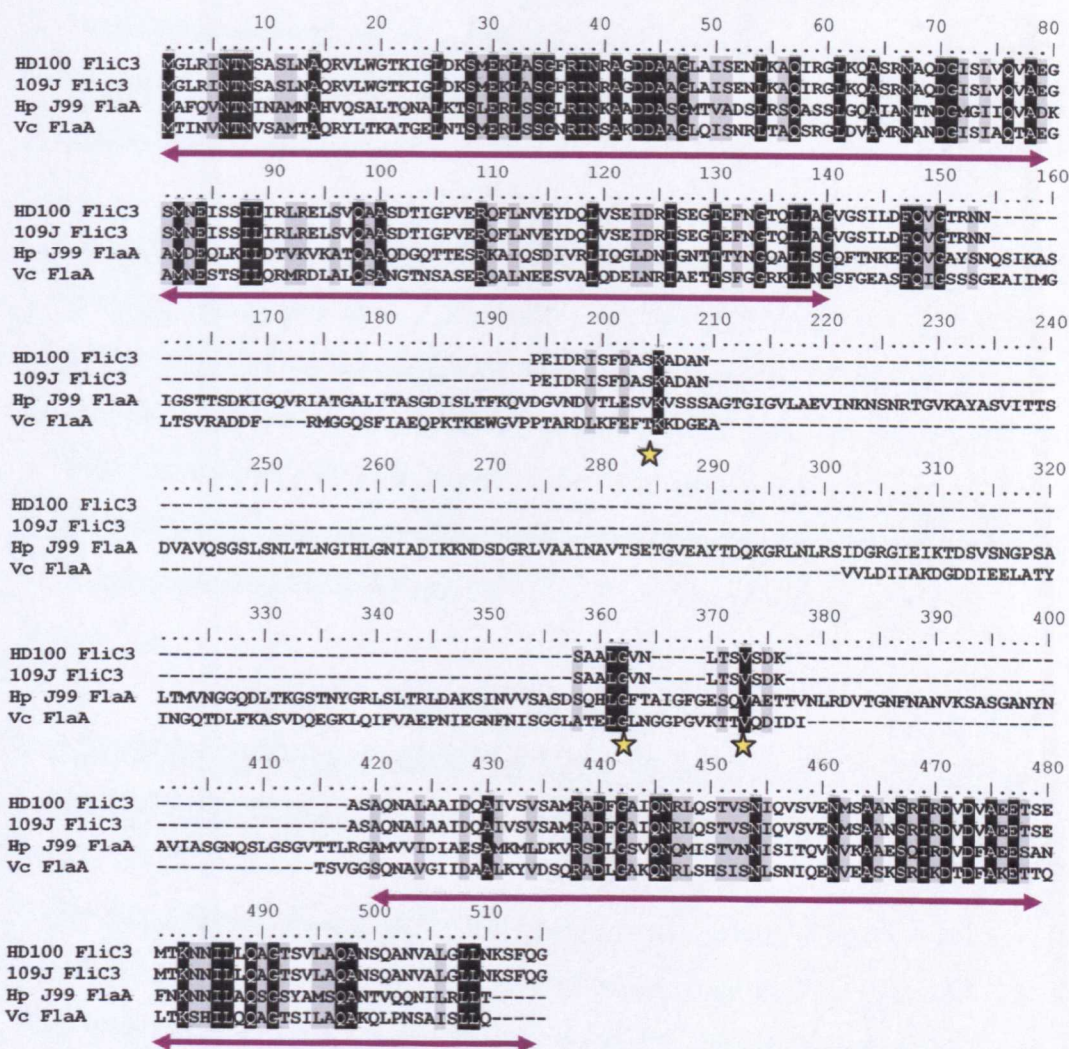 10 20 30 40 50 60 70 80
HD100 FliC3 MGLRINTNSASLNAQRVLWGTKIGLDKSMEKLASGFRINRAGDDAAGLAISENLKAQIRGLKQASRNAQDGISLVQVAEG
109J FliC3 MGLRINTNSASLNAQRVLWGTKIGLDKSMEKLASGFRINRAGDDAAGLAISENLKAQIRGLKQASRNAQDGISLVQVAEG
Hp J99 FlaA MAFQVNTNINAMNAHVQSALTQNALKTSLERLSSGLRINKAADDASGMTVADSLRSQASSLGQAIANTNDGMGIIQVADK
Vc FlaA MTINVNTNVSAMTAQRYLTKATGELNTSMERLSSGNRINSAKDDAAGLQISNRLTAQSRGLDVAMRNANDGISIAQTAEG
90 100 110 120 130 140 150 160
HD100 FliC3 SMNEISSILIRLRELSVQAASDTIGPVERQFLNVEYDQLVSEIDRISEGTEFNGTQLLAGVGSILDFQVGTRNN------
109J FliC3 SMNEISSILIRLRELSVQAASDTIGPVERQFLNVEYDQLVSEIDRISEGTEFNGTQLLAGVGSILDFQVGTRNN------
Hp J99 FlaA AMDEQLKILDTVKVKATQAAQDGQTTESRKAIQSDIVRLIQGLDNIGNTTTYNGQALLSGQFTNKEFQVGAYSNQSIKAS
Vc FlaA AMNESTSILQRMRDLALQSANGTNSASERQALNEESVALQDELNRIAETTSFGGRKLLNGSFGEASFQIGSSSGEAIIMG
170 180 190 200 210 220 230 240
HD100 FliC3 ---------------------------------PEIDRISFDASKADAN-------------------------------
109J FliC3 ---------------------------------PEIDRISFDASKADAN-------------------------------
Hp J99 FlaA IGSTTSDKIGQVRIATGALITASGDISLTFKQVDGVNDVTLESVKVSSSAGTGIGVLAEVINKNSNRTGVKAYASVITTS
Vc FlaA LTSVRADDF----RMGGQSFIAEQPKTKEWGVPPTARDLKFEFTKKDGEA------------------------------
250 260 270 280 290 300 310 320
HD100 FliC3 --------------------------------------------------------------------------------
109J FliC3 --------------------------------------------------------------------------------
Hp J99 FlaA DVAVQSGSLSNLTLNGIHLGNIADIKKNDSDGRLVAAINAVTSETGVEAYTDQKGRLNLRSIDGRGIEIKTDSVSNGPSA
Vc FlaA -------------------------------------------------------------VVLDIIAKDGDDIEELATY
330 340 350 360 370 380 390 400
HD100 FliC3 -------------------------------------SAALGVN-----LTSVSDK------------------------
109J FliC3 -------------------------------------SAALGVN-----LTSVSDK------------------------
Hp J99 FlaA LTMVNGGQDLTKGSTNYGRLSLTRLDAKSINVVSASDSQHLGFTAIGFGESQVAETTVNLRDVTGNFNANVKSASGANYN
Vc FlaA INGQTDLFKASVDQEGKLQIFVAEPNIEGNFNISGGLATELGLNGGPGVKTTVQDIDI----------------------
410 420 430 440 450 460 470 480
HD100 FliC3 -----------------ASAQNALAAIDQAIVSVSAMRADFGAIQNRLQSTVSNIQVSVENMSAANSRIRDVDVAEETSE
109J FliC3 -----------------ASAQNALAAIDQAIVSVSAMRADFGAIQNRLQSTVSNIQVSVENMSAANSRIRDVDVAEETSE
Hp J99 FlaA AVIASGNQSLGSGVTTLRGAMVVIDIAESAMKMLDKVRSDLGSVQNQMISTVNNISITQVNVKAAESQIRDVDFAEESAN
Vc FlaA --------------TSVGGSQNAVGIIDAALKYVDSQRADLGAKQNRLSHSISNLSNIQENVEASKSRIKDTDFAKETTQ
490 500 510
HD100 FliC3 MTKNNILLQAGTSVLAQANSQANVALGLLNKSFQG
109J FliC3 MTKNNILLQAGTSVLAQANSQANVALGLLNKSFQG
Hp J99 FlaA FNKNNILAQSGSYAMSQANTVQQNILRLLT-----
Vc FlaA LTKSHILQQAGTSILAQAKQLPNSAISLLQ-----